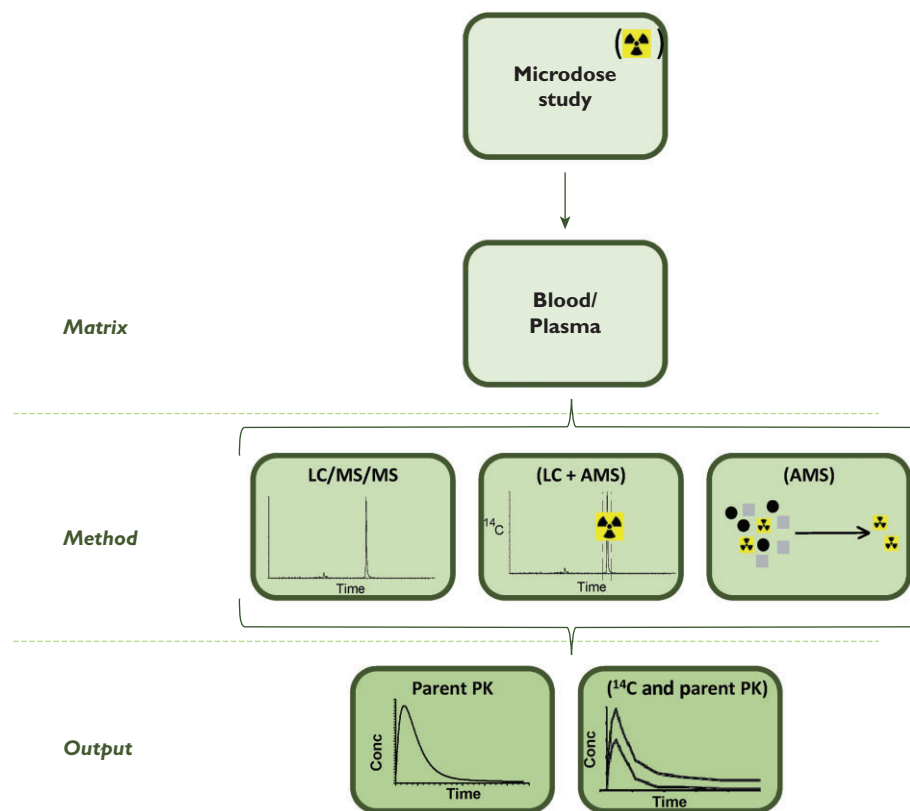 Microdose
study
Blood/
Plasma
Matrix
LC/MS/MS
Time
(LC + AMS)
¹⁴C
Time
(AMS)
Method
Parent PK
Conc
Time
(¹⁴C and parent PK)
Conc
Time
Output